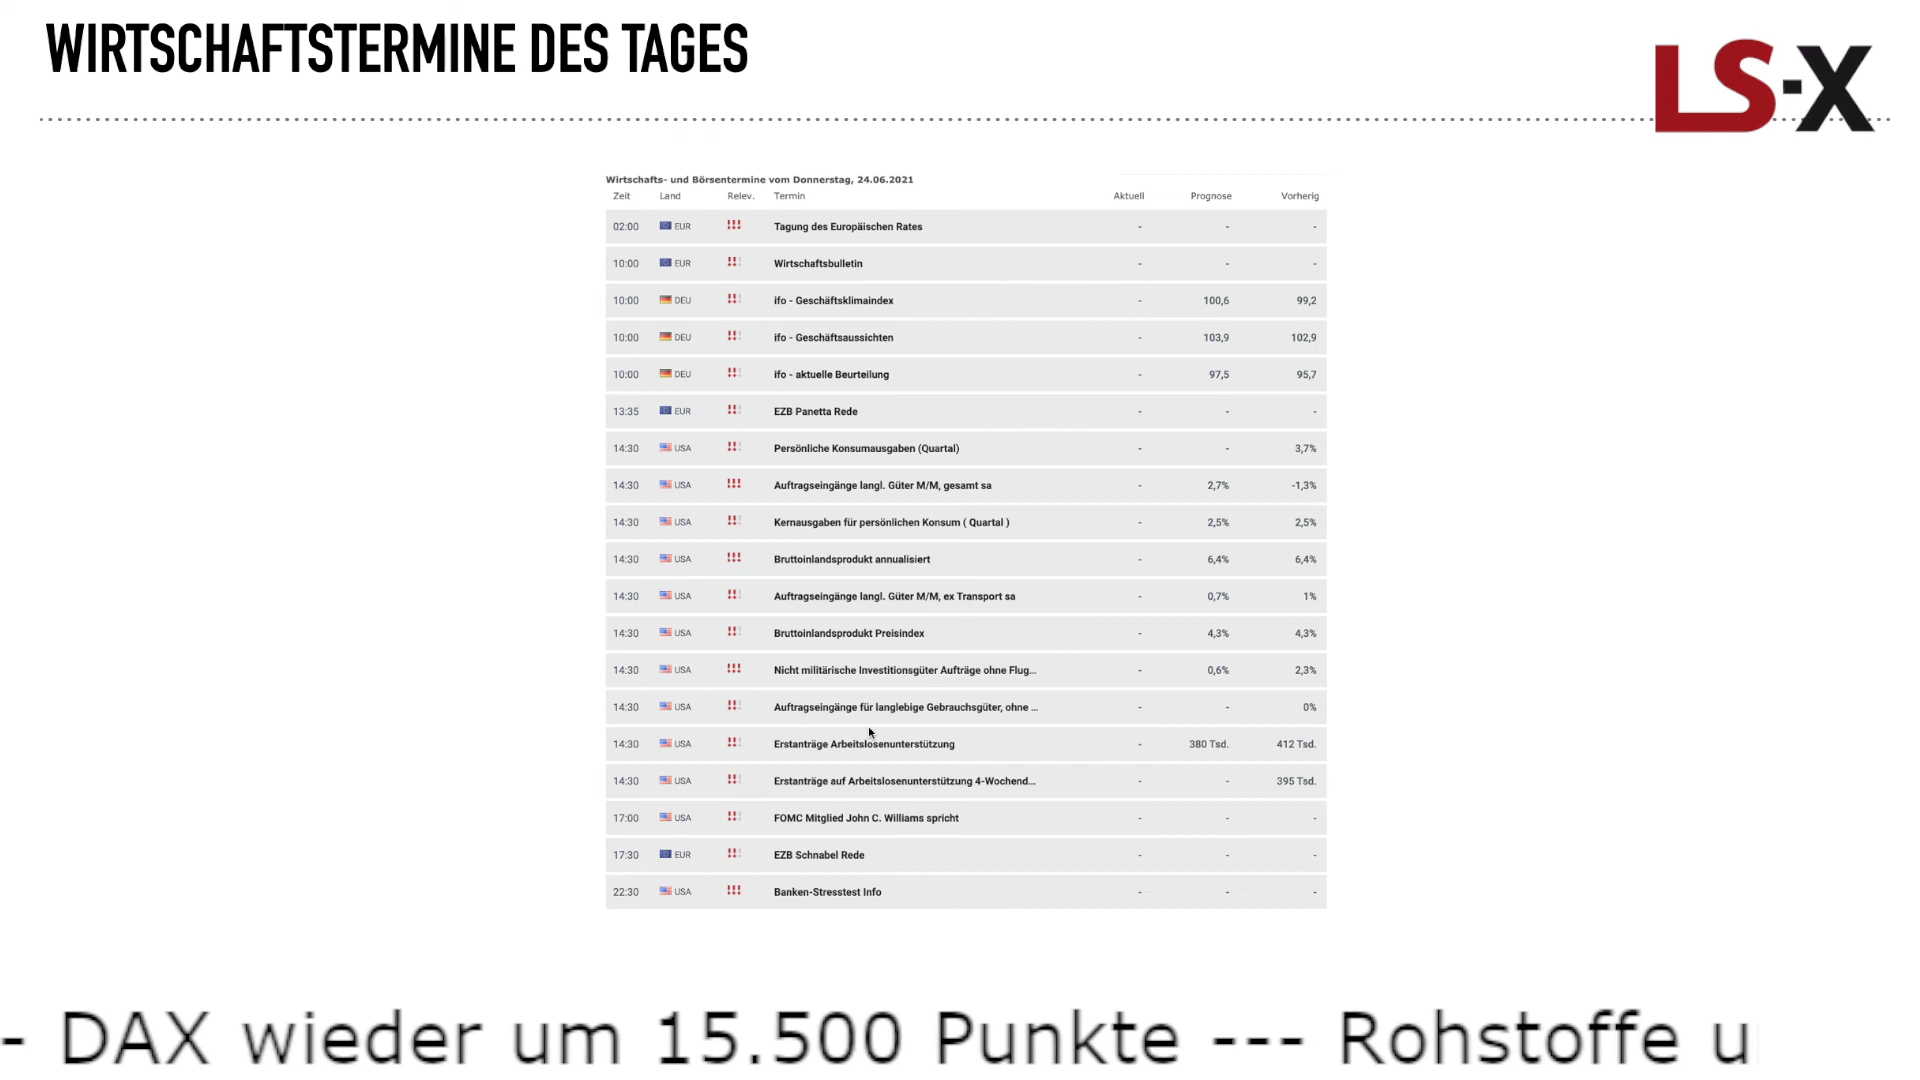 WIRTSCHAFTSTERMINE DES TAGES
LS-X
Wirtschafts- und Börsentermine vom Donnerstag, 24.06.2021
Zeit Land Relev. Termin Aktuell Prognose Vorherig
02:00 EUR Tagung des Europäischen Rates - - -
10:00 EUR Wirtschaftsbulletin - - -
10:00 DEU ifo - Geschäftsklimaindex - 100,6 99,2
10:00 DEU ifo - Geschäftsaussichten - 103,9 102,9
10:00 DEU ifo - aktuelle Beurteilung - 97,5 95,7
13:35 EUR EZB Panetta Rede - - -
14:30 USA Persönliche Konsumausgaben (Quartal) - - 3,7%
14:30 USA Auftragseingänge langl. Güter M/M, gesamt sa - 2,7% -1,3%
14:30 USA Kernausgaben für persönlichen Konsum ( Quartal ) - 2,5% 2,5%
14:30 USA Bruttoinlandsprodukt annualisiert - 6,4% 6,4%
14:30 USA Auftragseingänge langl. Güter M/M, ex Transport sa - 0,7% 1%
14:30 USA Bruttoinlandsprodukt Preisindex - 4,3% 4,3%
14:30 USA Nicht militärische Investitionsgüter Aufträge ohne Flug... - 0,6% 2,3%
14:30 USA Auftragseingänge für langlebige Gebrauchsgüter, ohne ... - - 0%
14:30 USA Erstanträge Arbeitslosenunterstützung - 380 Tsd. 412 Tsd.
14:30 USA Erstanträge auf Arbeitslosenunterstützung 4-Wochend... - - 395 Tsd.
17:00 USA FOMC Mitglied John C. Williams spricht - - -
17:30 EUR EZB Schnabel Rede - - -
22:30 USA Banken-Stresstest Info - - -
- DAX wieder um 15.500 Punkte --- Rohstoffe u